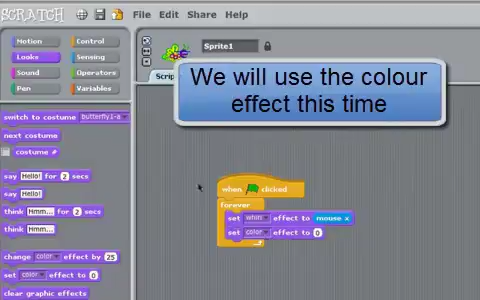 SCRATCH File Edit Share Help
Motion Control
Looks Sensing
Sound Operators
Pen Variables
Sprite1
Scrip
We will use the colour
effect this time
switch to costume butterfly1-a
next costume
costume #
say Hello! for 2 secs
say Hello!
think Hmm... for 2 secs
think Hmm...
change color effect by 25
set color effect to 0
clear graphic effects
when clicked
forever
set whirl effect to mouse x
set color effect to 0